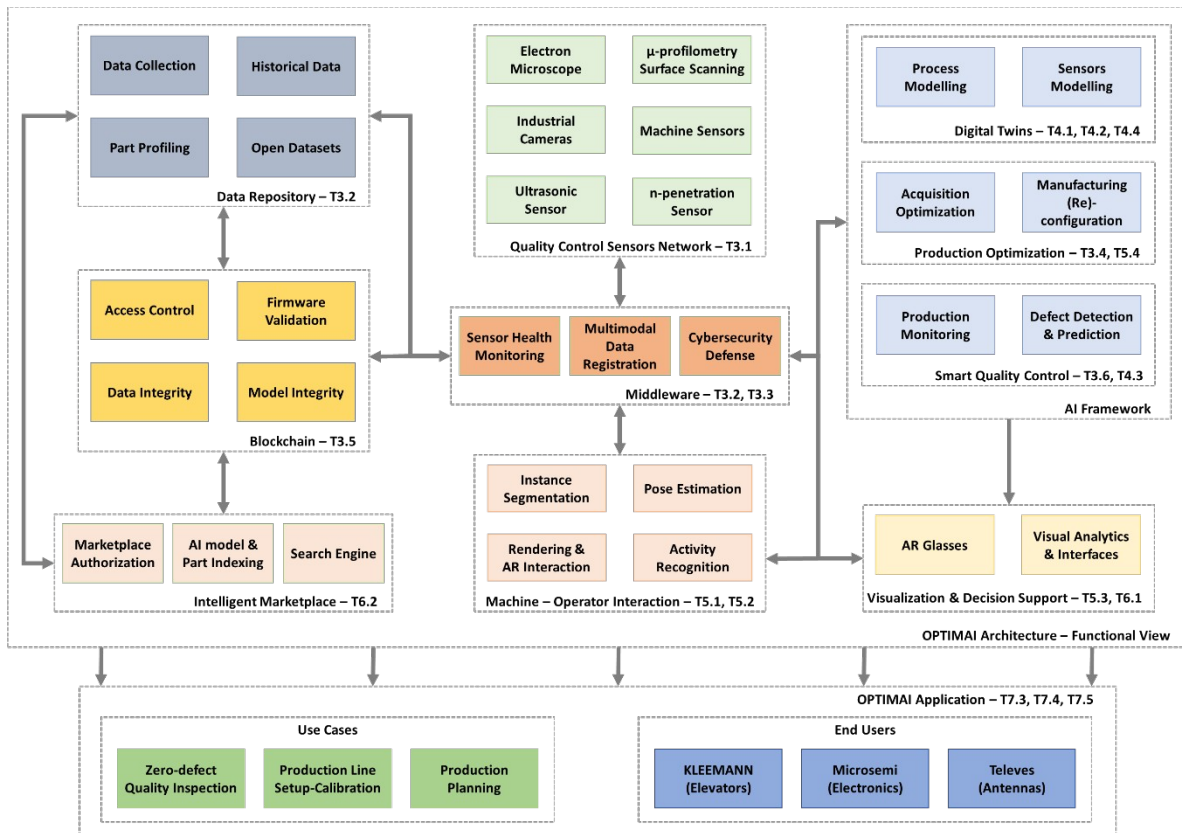 Data Collection
Historical Data
Part Profiling
Open Datasets
Data Repository – T3.2
Electron
Microscope
μ-profilometry
Surface Scanning
Industrial
Cameras
Machine Sensors
Ultrasonic
Sensor
n-penetration
Sensor
Quality Control Sensors Network – T3.1
Process
Modelling
Sensors
Modelling
Digital Twins – T4.1, T4.2, T4.4
Acquisition
Optimization
Manufacturing
(Re)-
configuration
Production Optimization – T3.4, T5.4
Production
Monitoring
Defect Detection
& Prediction
Smart Quality Control – T3.6, T4.3
AI Framework
Access Control
Firmware
Validation
Data Integrity
Model Integrity
Blockchain – T3.5
Sensor Health
Monitoring
Multimodal
Data
Registration
Cybersecurity
Defense
Middleware – T3.2, T3.3
Marketplace
Authorization
AI model &
Part Indexing
Search Engine
Intelligent Marketplace – T6.2
Instance
Segmentation
Pose Estimation
Rendering &
AR Interaction
Activity
Recognition
Machine – Operator Interaction – T5.1, T5.2
AR Glasses
Visual Analytics
& Interfaces
Visualization & Decision Support – T5.3, T6.1
OPTIMAI Architecture – Functional View
OPTIMAI Application – T7.3, T7.4, T7.5
Use Cases
Zero-defect
Quality Inspection
Production Line
Setup-Calibration
Production
Planning
End Users
KLEEMANN
(Elevators)
Microsemi
(Electronics)
Televes
(Antennas)